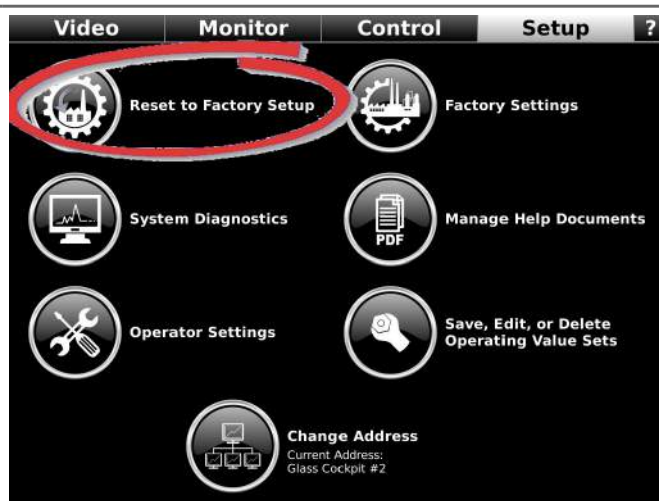 Video Monitor Control Setup ?
Reset to Factory Setup
Factory Settings
System Diagnostics
PDF
Manage Help Documents
Operator Settings
Save, Edit, or Delete
Operating Value Sets
Change Address
Current Address:
Glass Cockpit #2